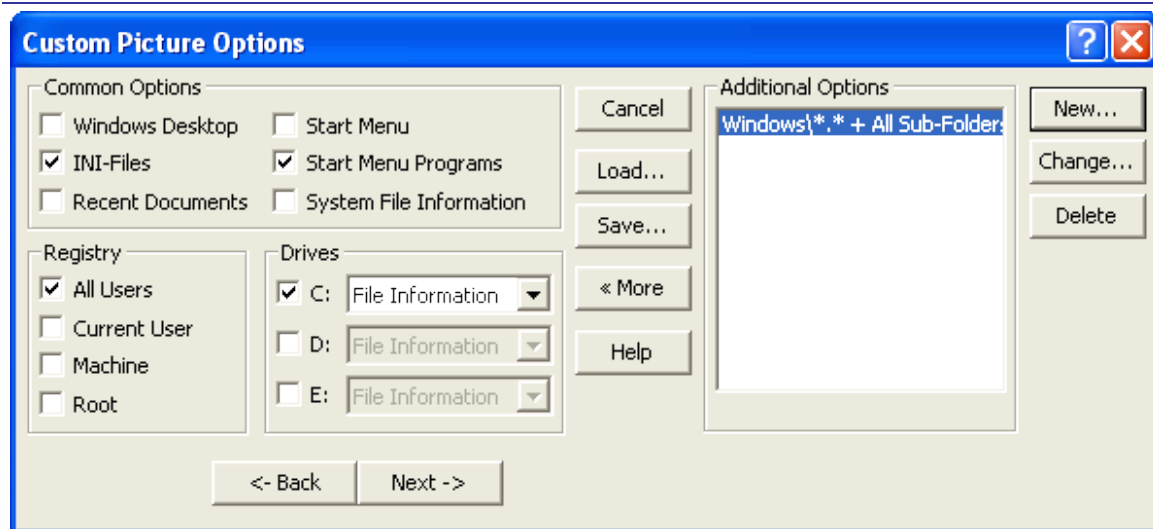 Custom Picture Options
Common Options
Windows Desktop
Start Menu
INI-Files
Start Menu Programs
Recent Documents
System File Information
Registry
All Users
Current User
Machine
Root
Drives
C: File Information
D: File Information
E: File Information
Cancel
Load...
Save...
« More
Help
Additional Options
Windows\*.* + All Sub-Folders
New...
Change...
Delete
<- Back
Next ->